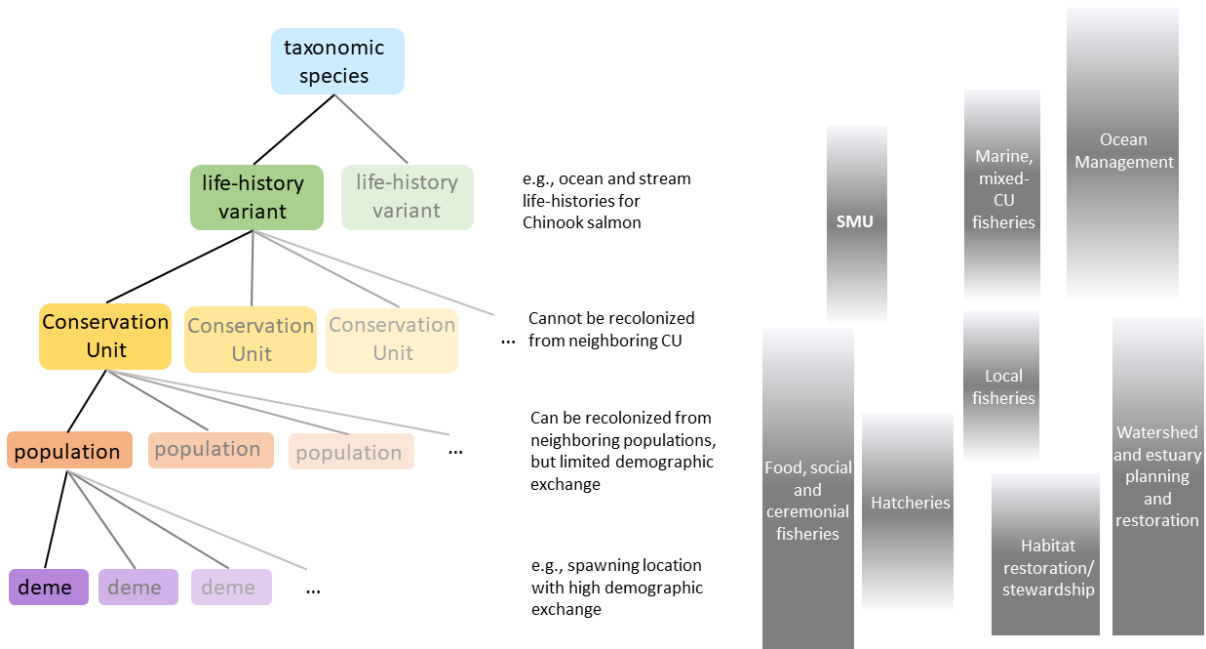 taxonomic
species
life-history
variant
life-history
variant
e.g., ocean and stream
life-histories for
Chinook salmon
Conservation
Unit
Conservation
Unit
Conservation
Unit
...
Cannot be recolonized
from neighboring CU
population
population
population
...
Can be recolonized from
neighboring populations,
but limited demographic
exchange
deme
deme
deme
...
e.g., spawning location
with high demographic
exchange
SMU
Marine,
mixed-
CU
fisheries
Ocean
Management
Food, social
and
ceremonial
fisheries
Hatcheries
Local
fisheries
Habitat
restoration/
stewardship
Watershed
and estuary
planning
and
restoration